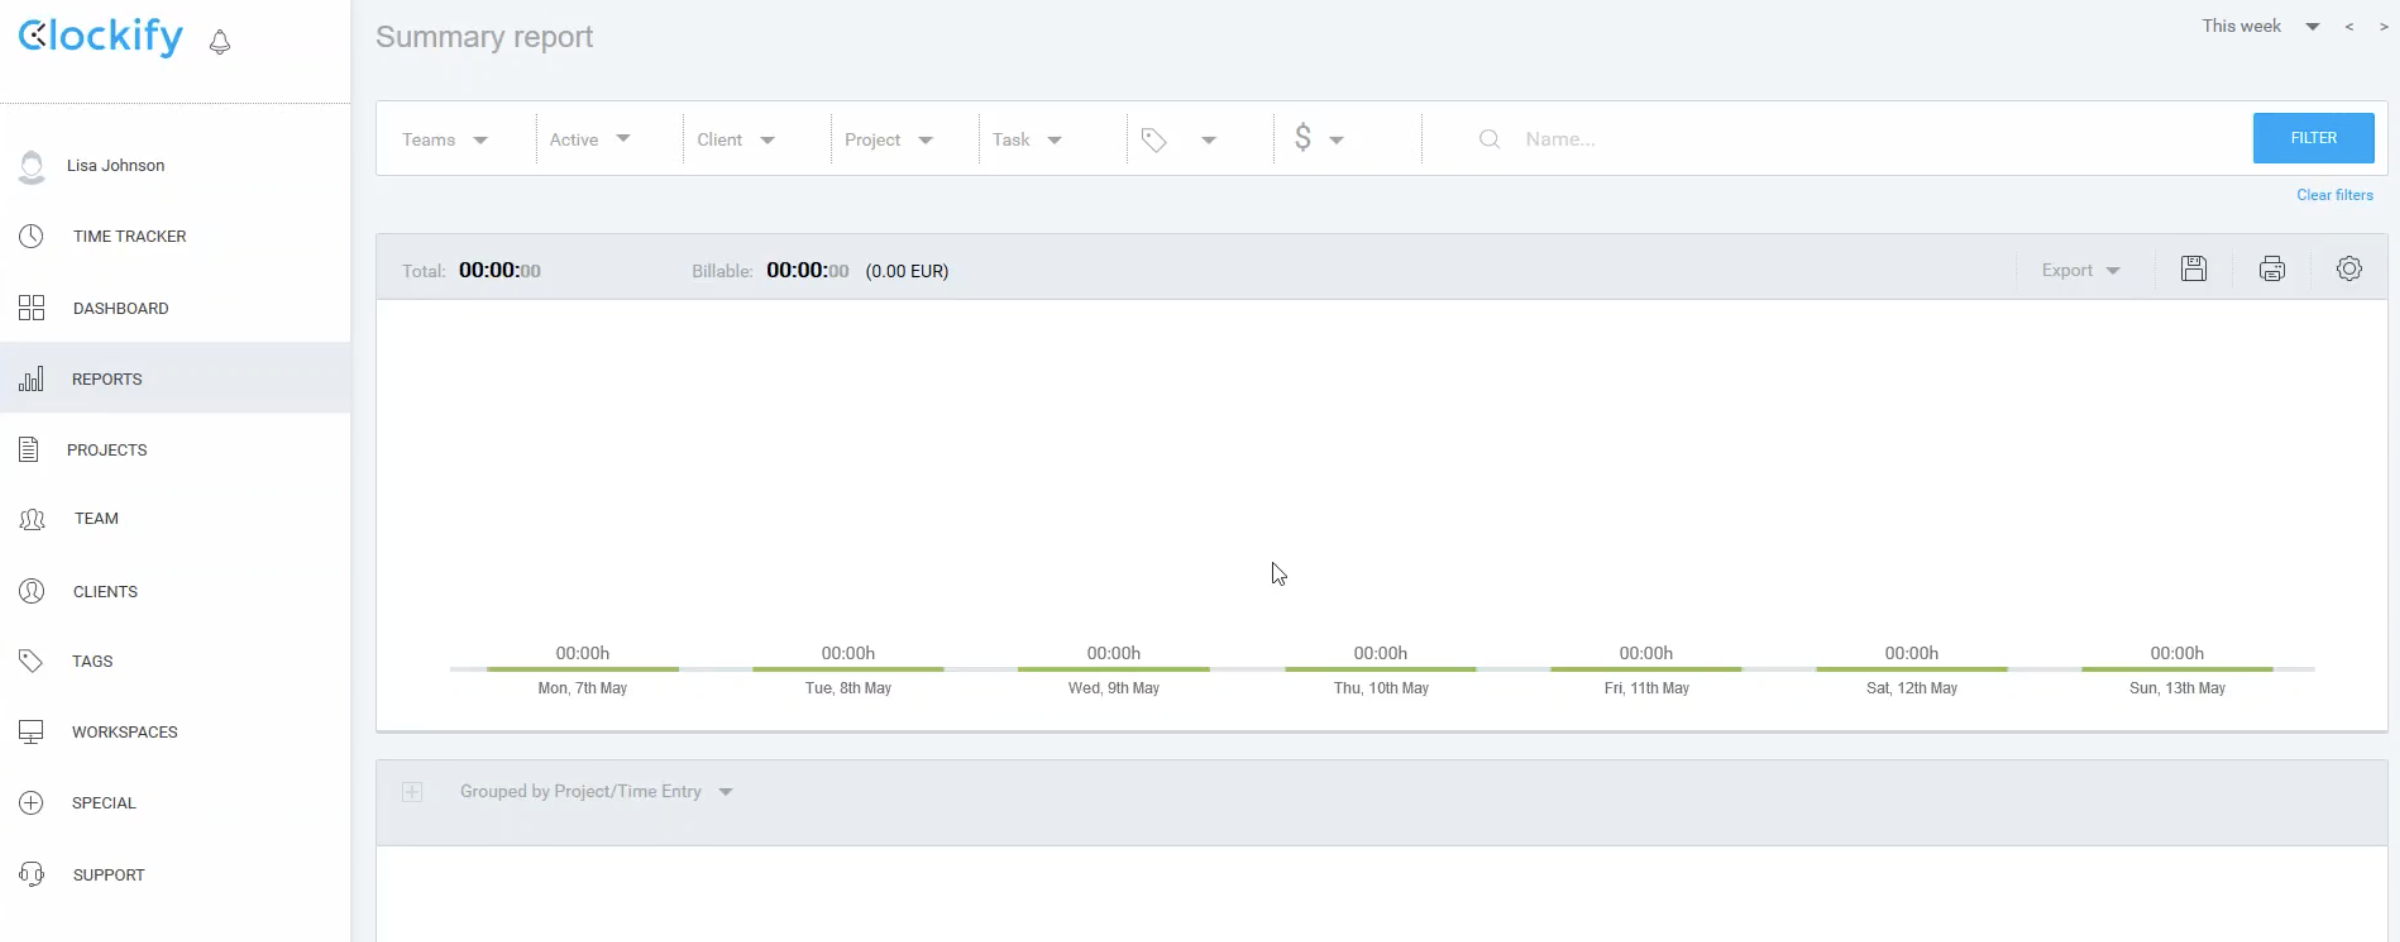 Clockify
Summary report
This week
<
>
Lisa Johnson
TIME TRACKER
DASHBOARD
REPORTS
PROJECTS
TEAM
CLIENTS
TAGS
WORKSPACES
SPECIAL
SUPPORT
Teams Active Client Project Task $ Name... FILTER
Clear filters
Total: 00:00:00 Billable: 00:00:00 (0.00 EUR) Export
00:00h 00:00h 00:00h 00:00h 00:00h 00:00h 00:00h
Mon, 7th May Tue, 8th May Wed, 9th May Thu, 10th May Fri, 11th May Sat, 12th May Sun, 13th May
Grouped by Project/Time Entry